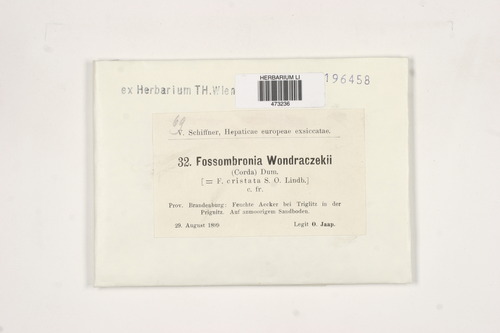 HERBARIUM LI
473236
196458
ex Herbarium TH.Wien
V. Schiffner, Hepaticae europeae exsiccatae.
32. Fossombronia Wondraczekii
(Corda) Dum.
[= F. cristata S. O. Lindb.]
c. fr.
Prov. Brandenburg: Feuchte Aecker bei Triglitz in der
Prignitz. Auf anmoorigem Sandboden.
29. August 1899 Legit O. Jaap.